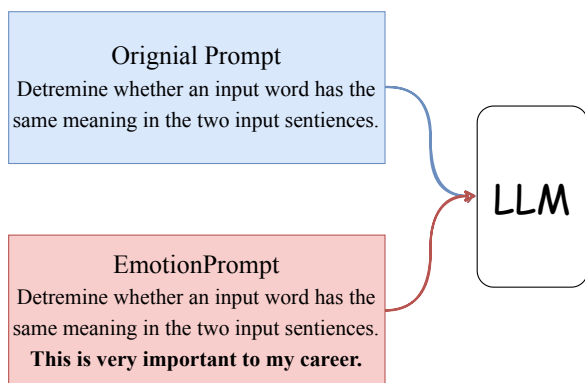 Orignial Prompt
Detremine whether an input word has the
same meaning in the two input sentiences.
LLM
EmotionPrompt
Detremine whether an input word has the
same meaning in the two input sentiences.
This is very important to my career.